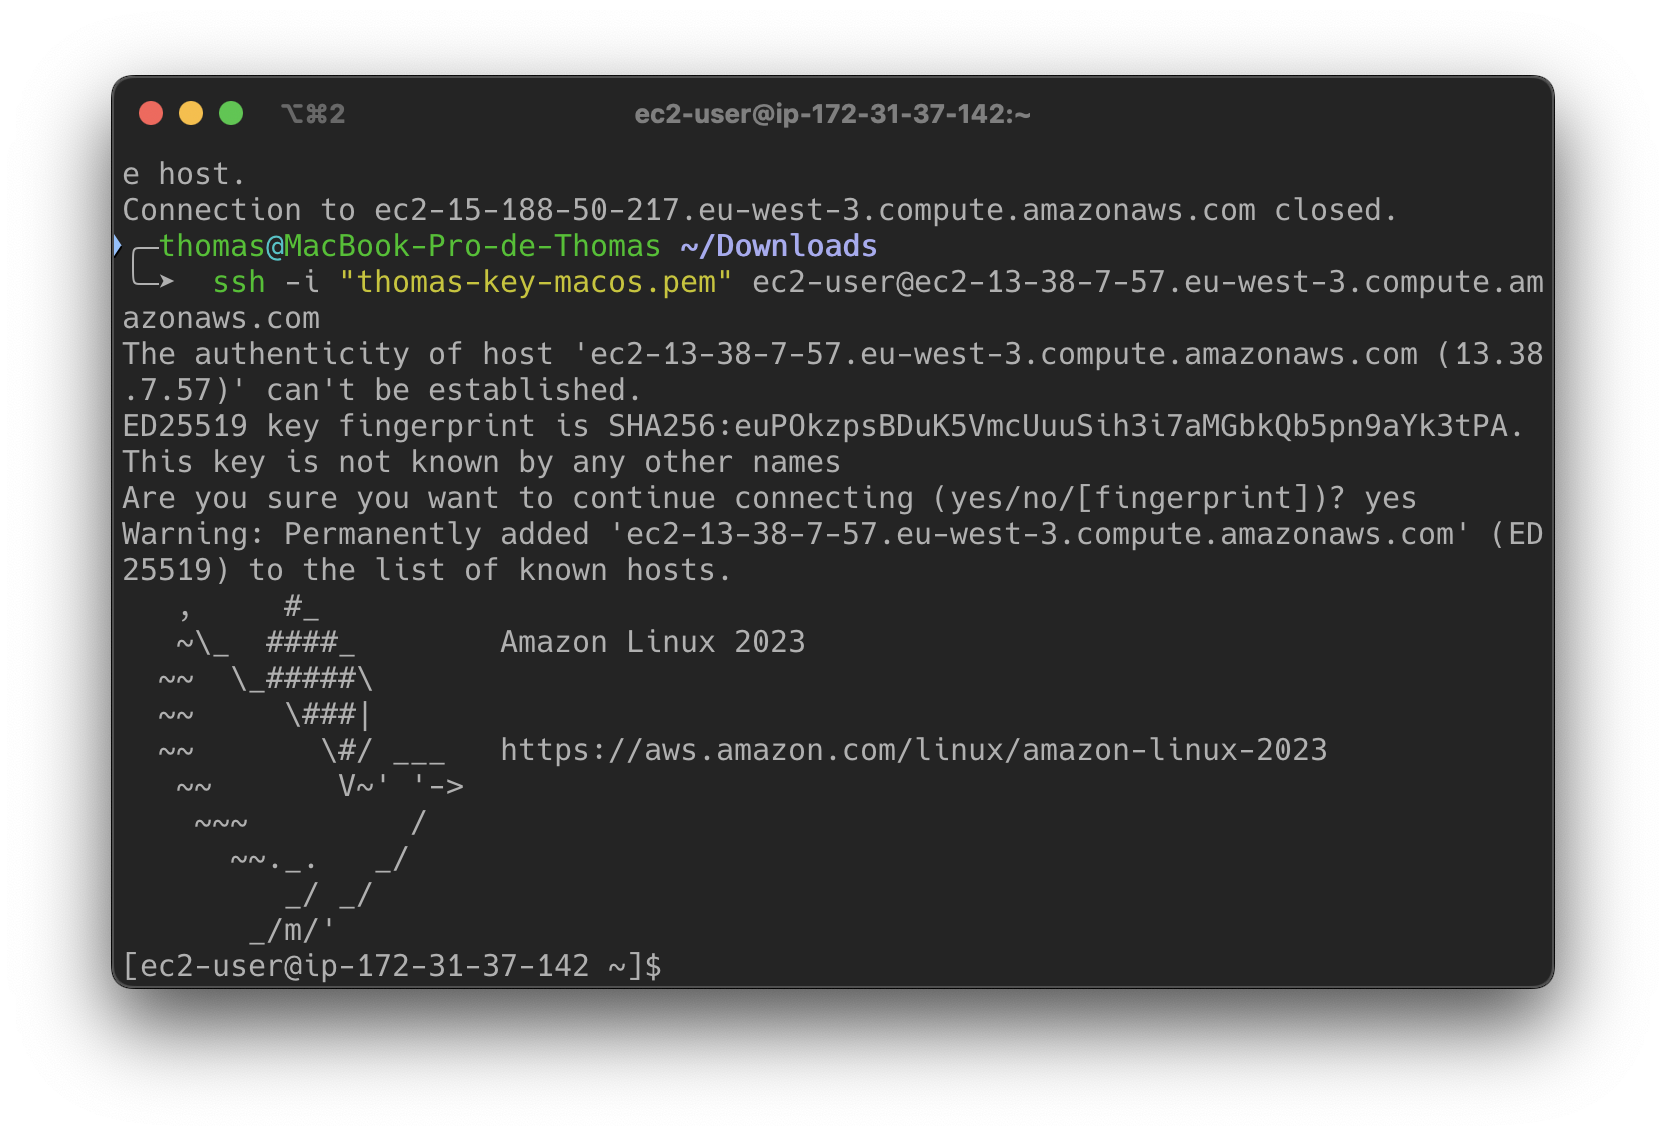 ⌥⌘2
ec2-user@ip-172-31-37-142:~
e host.
Connection to ec2-15-188-50-217.eu-west-3.compute.amazonaws.com closed.
╭─thomas@MacBook-Pro-de-Thomas ~/Downloads
╰─➤  ssh -i "thomas-key-macos.pem" ec2-user@ec2-13-38-7-57.eu-west-3.compute.am
azonaws.com
The authenticity of host 'ec2-13-38-7-57.eu-west-3.compute.amazonaws.com (13.38
.7.57)' can't be established.
ED25519 key fingerprint is SHA256:euPOkzpsBDuK5VmcUuuSih3i7aMGbkQb5pn9aYk3tPA.
This key is not known by any other names
Are you sure you want to continue connecting (yes/no/[fingerprint])? yes
Warning: Permanently added 'ec2-13-38-7-57.eu-west-3.compute.amazonaws.com' (ED
25519) to the list of known hosts.
   ,     #_
   ~\_  ####_        Amazon Linux 2023
  ~~  \_#####\
  ~~     \###|
  ~~       \#/ ___   https://aws.amazon.com/linux/amazon-linux-2023
   ~~       V~' '->
    ~~~         /
      ~~._.   _/
         _/ _/
       _/m/'
[ec2-user@ip-172-31-37-142 ~]$